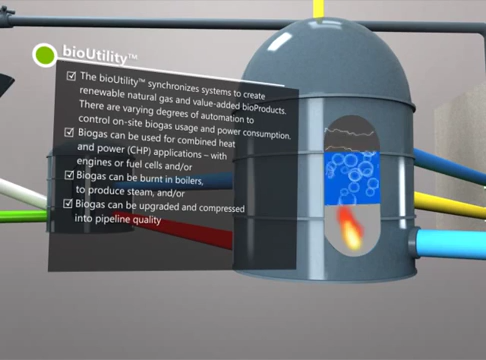 bioUtility™
The bioUtility™ synchronizes systems to create
renewable natural gas and value-added bioProducts.
There are varying degrees of automation to
control on-site biogas usage and power consumption.
Biogas can be used for combined heat
and power (CHP) applications – with
engines or fuel cells and/or
Biogas can be burnt in boilers,
to produce steam, and/or
Biogas can be upgraded and compressed
into pipeline quality